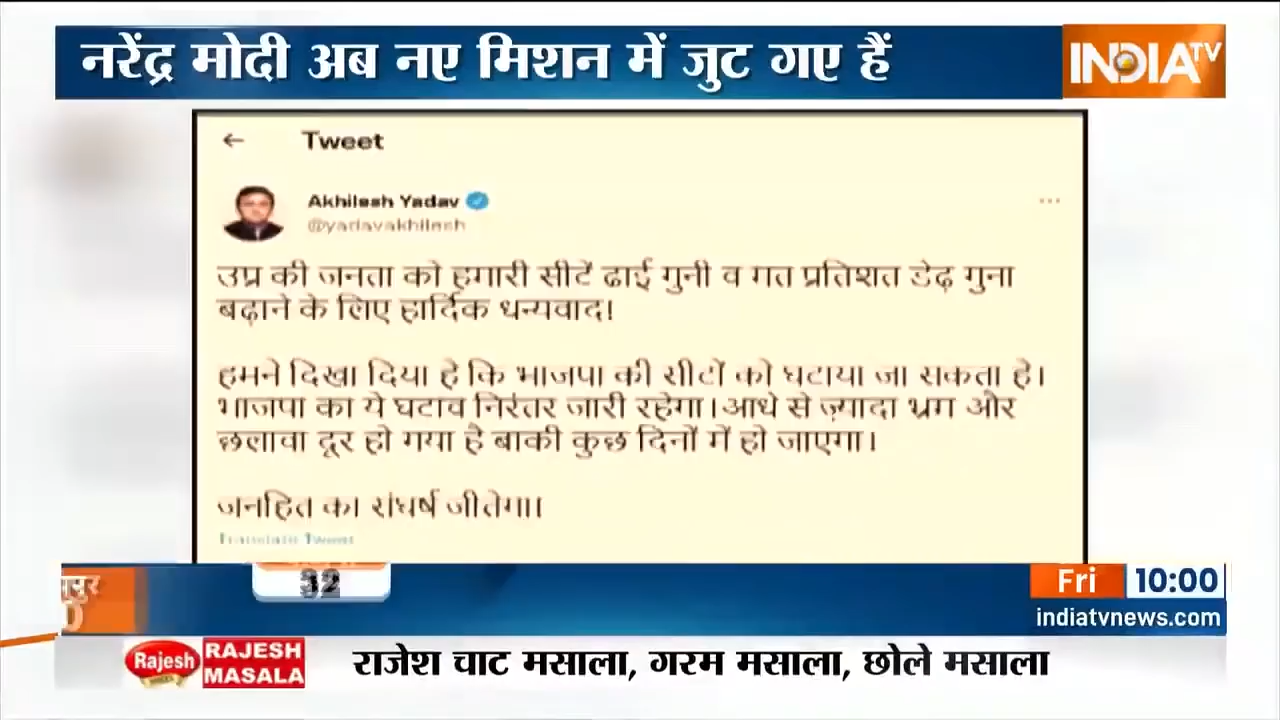 नरेंद्र मोदी अब नए मिशन में जुट गए हैं
INDIA TV
← Tweet
Akhilesh Yadav
@yadavakhilesh
उप्र की जनता को हमारी सीटें ढाई गुनी व मत प्रतिशत डेढ़ गुना
बढ़ाने के लिए हार्दिक धन्यवाद!
हमने दिखा दिया है कि भाजपा की सीटों को घटाया जा सकता है।
भाजपा का ये घटाव निरंतर जारी रहेगा।आधे से ज़्यादा भ्रम और
छलावा दूर हो गया है बाकी कुछ दिनों में हो जाएगा।
जनहित का संघर्ष जीतेगा!
Translate Tweet
32
Fri 10:00
indiatvnews.com
Rajesh RAJESH
MASALA
राजेश चाट मसाला, गरम मसाला, छोले मसाला